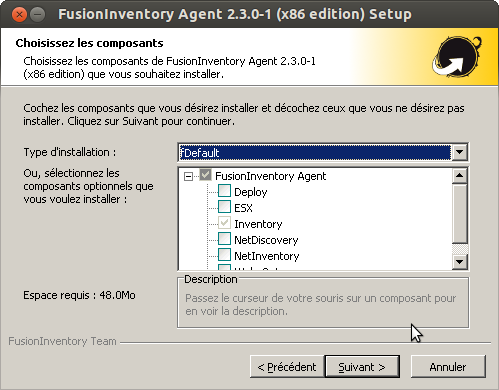 FusionInventory Agent 2.3.0-1 (x86 edition) Setup
Choisissez les composants
Choisissez les composants de FusionInventory Agent 2.3.0-1
(x86 edition) que vous souhaitez installer.
Cochez les composants que vous désirez installer et décochez ceux que vous ne désirez pas
installer. Cliquez sur Suivant pour continuer.
Type d'installation :
fDefault
Ou, sélectionnez les
composants optionnels que
vous voulez installer :
FusionInventory Agent
Deploy
ESX
Inventory
NetDiscovery
NetInventory
Espace requis : 48.0Mo
Description
Passez le curseur de votre souris sur un composant pour
en voir la description.
FusionInventory Team
< Précédent
Suivant >
Annuler